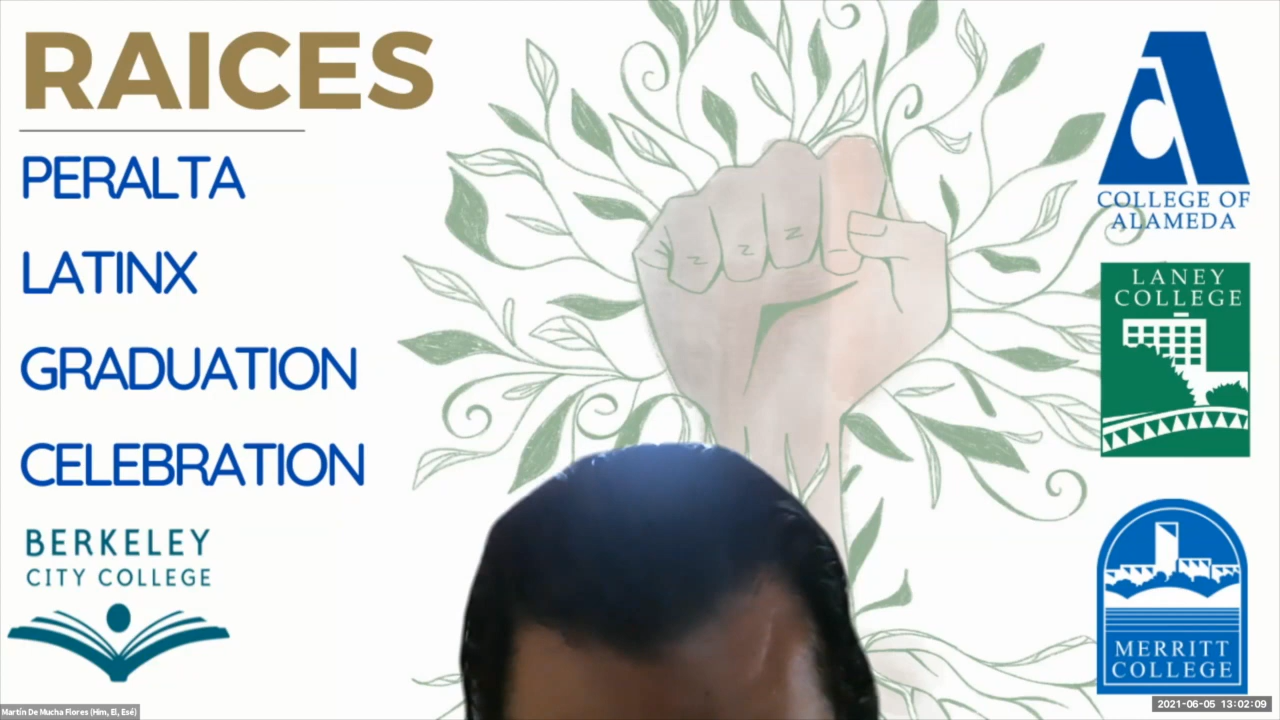 RAICES
PERALTA
LATINX
GRADUATION
CELEBRATION
BERKELEY
CITY COLLEGE
COLLEGE OF
ALAMEDA
LANEY
COLLEGE
MERRITT
COLLEGE
Martín De Mucha Flores (Him, El, Esé)
2021-06-05 13:02:09